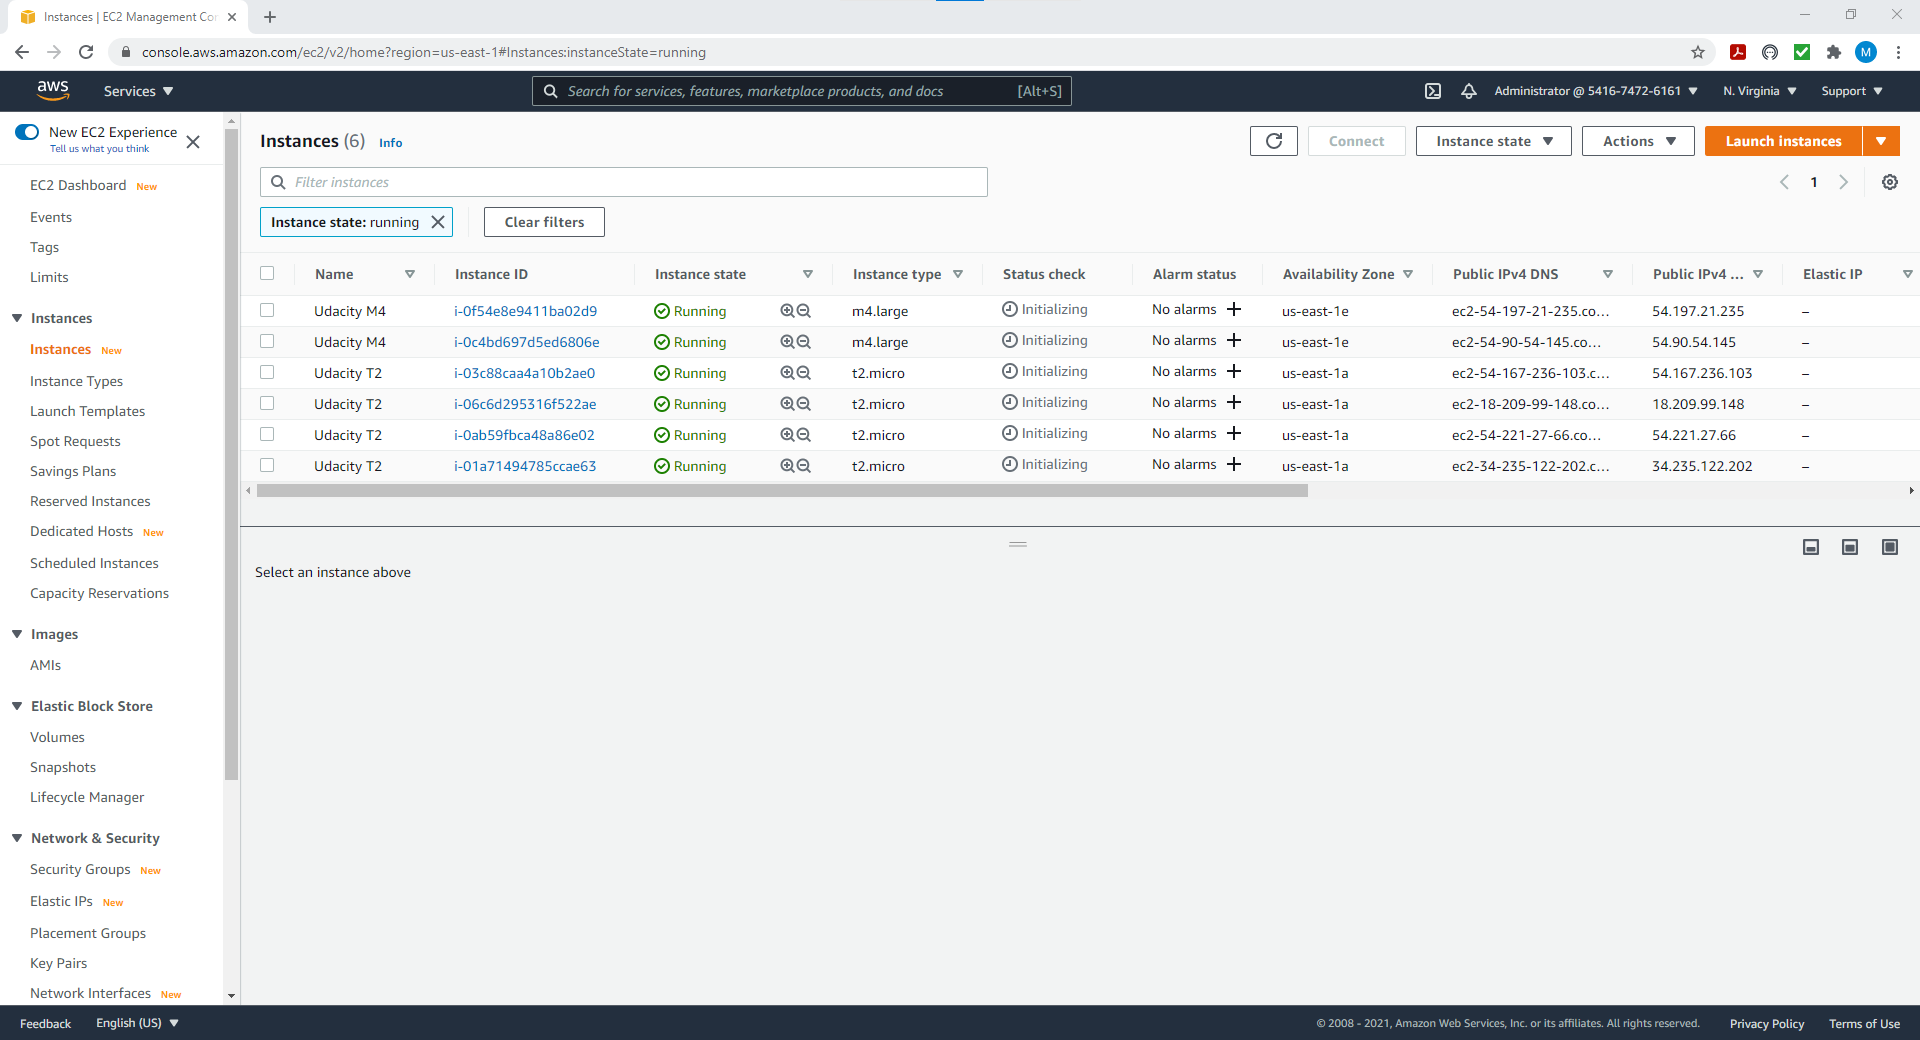 Instances | EC2 Management Cor
console.aws.amazon.com/ec2/v2/home?region=us-east-1#Instances:instanceState=running
M
aws Services Search for services, features, marketplace products, and docs [Alt+S] Administrator @ 5416-7472-6161 N. Virginia Support
New EC2 Experience
Tell us what you think
EC2 Dashboard New
Events
Tags
Limits
Instances
Instances New
Instance Types
Launch Templates
Spot Requests
Savings Plans
Reserved Instances
Dedicated Hosts New
Scheduled Instances
Capacity Reservations
Images
AMIs
Elastic Block Store
Volumes
Snapshots
Lifecycle Manager
Network & Security
Security Groups New
Elastic IPs New
Placement Groups
Key Pairs
Network Interfaces New
Instances (6) Info Connect Instance state Actions Launch instances
Filter instances 1
Instance state: running Clear filters
Name Instance ID Instance state Instance type Status check Alarm status Availability Zone Public IPv4 DNS Public IPv4 ... Elastic IP
Udacity M4 i-0f54e8e9411ba02d9 Running m4.large Initializing No alarms us-east-1e ec2-54-197-21-235.co... 54.197.21.235 –
Udacity M4 i-0c4bd697d5ed6806e Running m4.large Initializing No alarms us-east-1e ec2-54-90-54-145.co... 54.90.54.145 –
Udacity T2 i-03c88caa4a10b2ae0 Running t2.micro Initializing No alarms us-east-1a ec2-54-167-236-103.c... 54.167.236.103 –
Udacity T2 i-06c6d295316f522ae Running t2.micro Initializing No alarms us-east-1a ec2-18-209-99-148.co... 18.209.99.148 –
Udacity T2 i-0ab59fbca48a86e02 Running t2.micro Initializing No alarms us-east-1a ec2-54-221-27-66.co... 54.221.27.66 –
Udacity T2 i-01a71494785ccae63 Running t2.micro Initializing No alarms us-east-1a ec2-34-235-122-202.c... 34.235.122.202 –
Select an instance above
Feedback English (US) © 2008 - 2021, Amazon Web Services, Inc. or its affiliates. All rights reserved. Privacy Policy Terms of Use